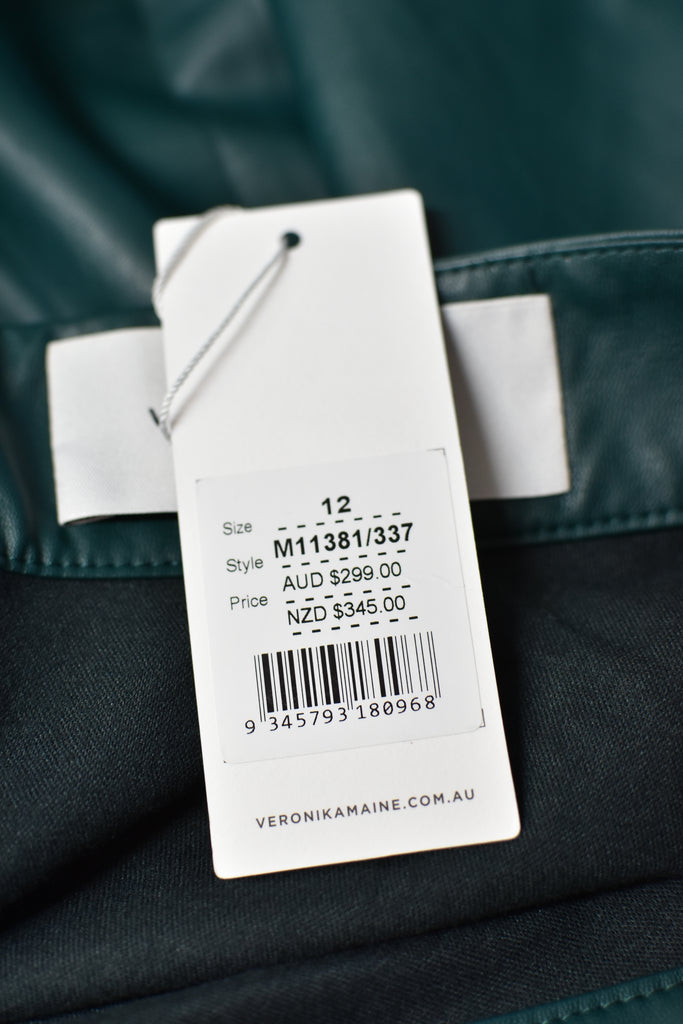 Size 12
Style M11381/337
Price AUD $299.00
NZD $345.00
9 345793 180968
VERONIKAMAINE.COM.AU